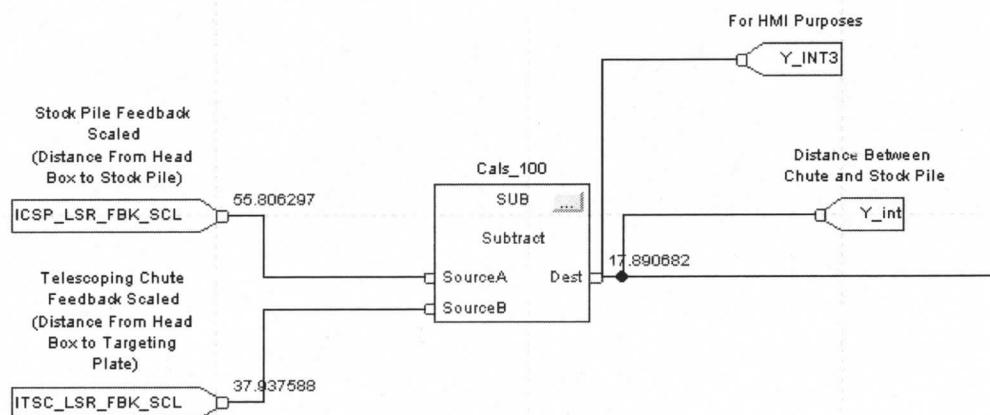 For HMI Purposes
Y_INT3
Stock Pile Feedback
Scaled
(Distance From Head
Box to Stock Pile)
ICSP_LSR_FBK_SCL
55.806297
Cals_100
SUB
...
Subtract
SourceA
Dest
SourceB
17.890682
Distance Between
Chute and Stock Pile
Y_int
Telescoping Chute
Feedback Scaled
(Distance From Head
Box to Targeting
Plate)
ITSC_LSR_FBK_SCL
37.937588